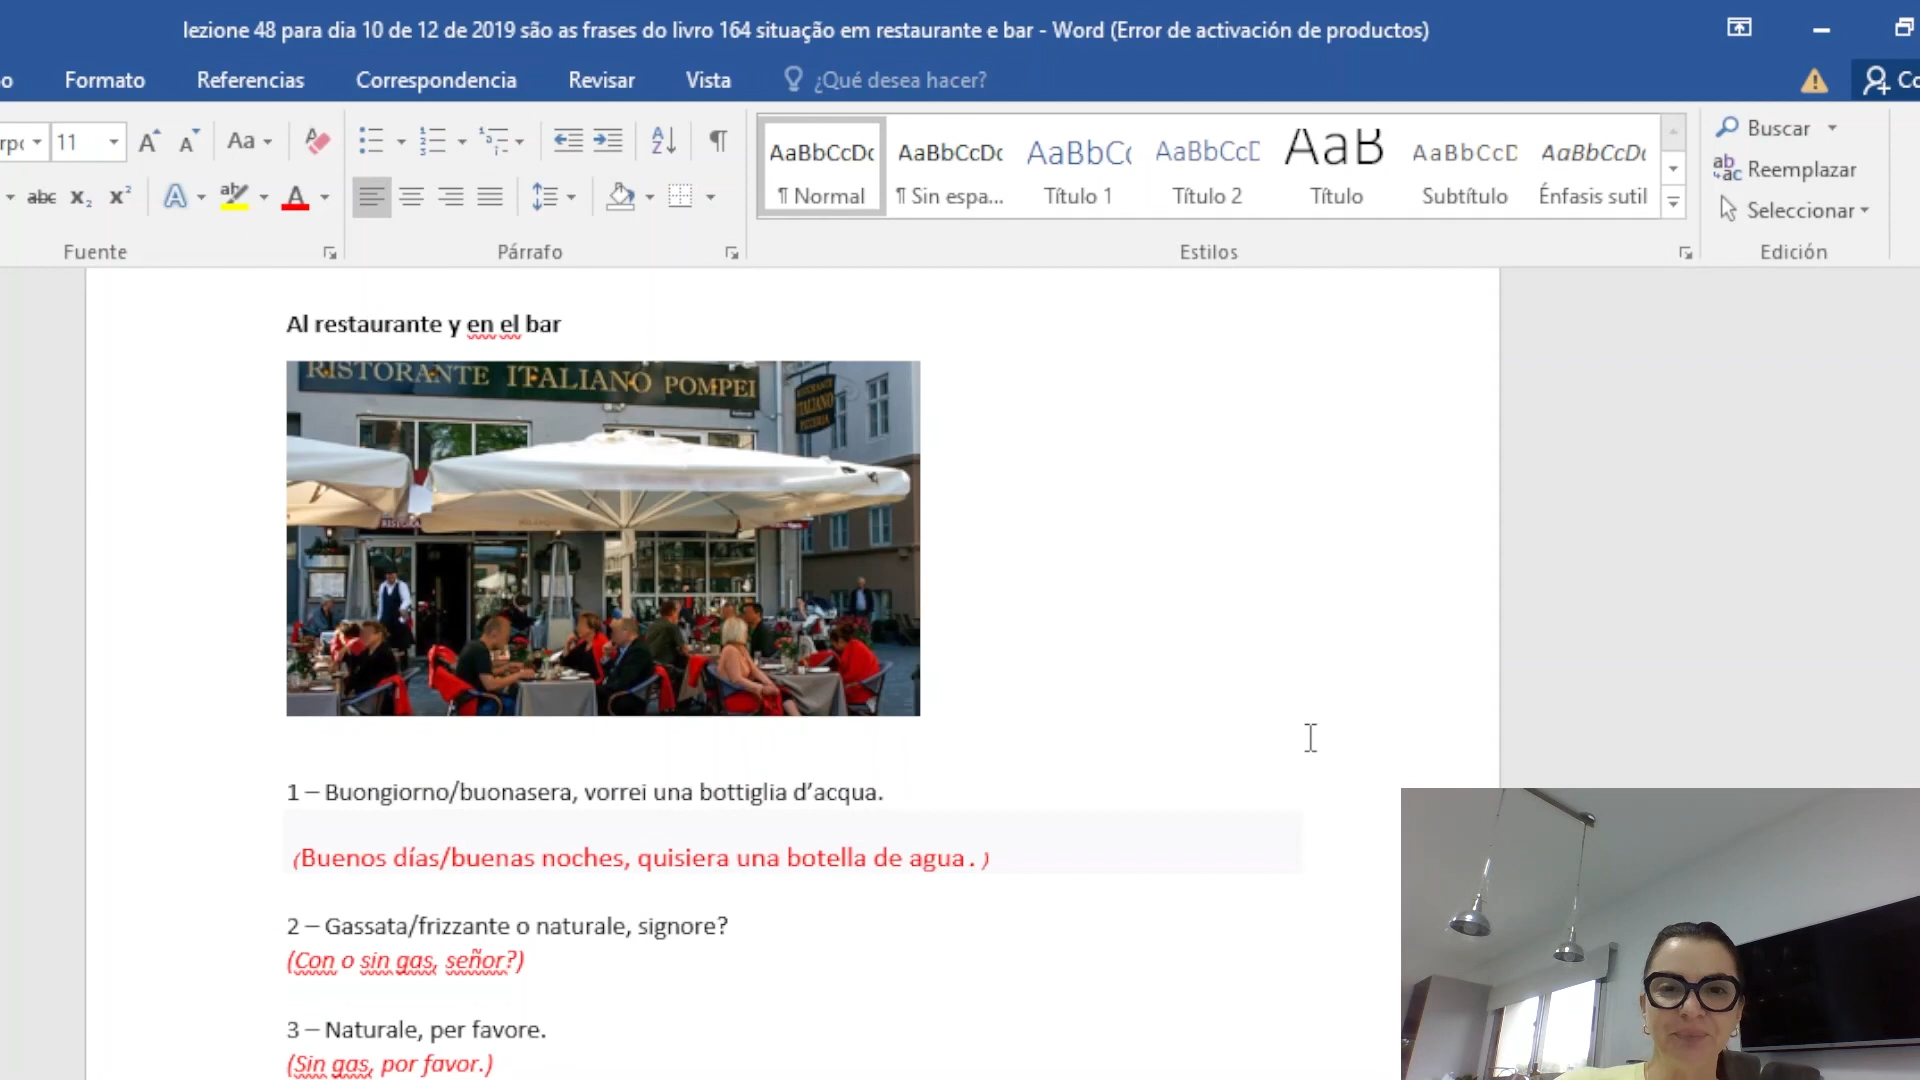 lezione 48 para dia 10 de 12 de 2019 são as frases do livro 164 situação em restaurante e bar - Word (Error de activación de productos)
Formato Referencias Correspondencia Revisar Vista ¿Qué desea hacer? Co
11 Aa
AaBbCcDc AaBbCcDc AaBbCc AaBbCcD AaB AaBbCcD AaBbCcDc
¶ Normal ¶ Sin espa... Título 1 Título 2 Título Subtítulo Énfasis sutil
Buscar
Reemplazar
Seleccionar
Fuente Párrafo Estilos Edición
Al restaurante y en el bar
RISTORANTE ITALIANO POMPEI
1 – Buongiorno/buonasera, vorrei una bottiglia d’acqua.
(Buenos días/buenas noches, quisiera una botella de agua.)
2 – Gassata/frizzante o naturale, signore?
(Con o sin gas, señor?)
3 – Naturale, per favore.
(Sin gas, por favor.)